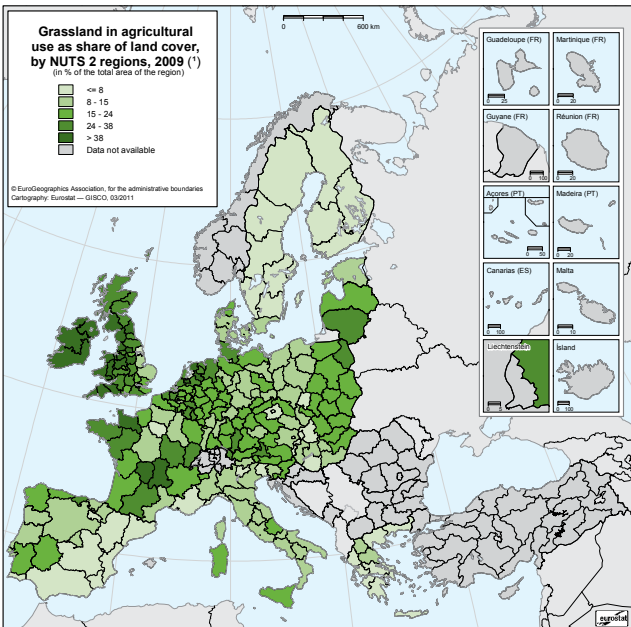 Grassland in agricultural
use as share of land cover,
by NUTS 2 regions, 2009 (¹)
(in % of the total area of the region)
<= 8
8 - 15
15 - 24
24 - 38
> 38
Data not available
© EuroGeographics Association, for the administrative boundaries
Cartography: Eurostat — GISCO, 03/2011
0 600 km
Guadeloupe (FR)
0 25
Martinique (FR)
0 20
Guyane (FR)
0 100
Réunion (FR)
0 20
Açores (PT)
0 50
Madeira (PT)
0 20
Canarias (ES)
0 100
Malta
0 10
Liechtenstein
0 5
Ísland
0 100
eurostat